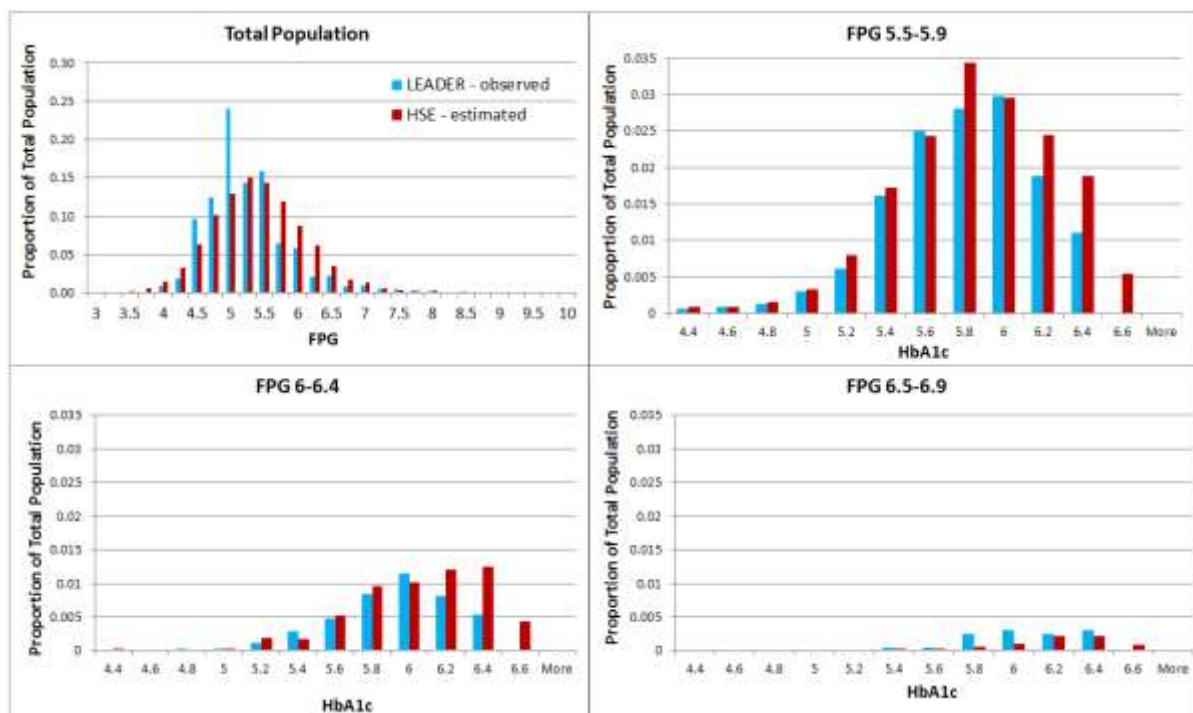 Total Population
Proportion of Total Population
0.30
0.25
0.20
0.15
0.10
0.05
0.00
LEADER - observed
HSE - estimated
3 3.5 4 4.5 5 5.5 6 6.5 7 7.5 8 8.5 9 9.5 10
FPG
FPG 5.5-5.9
Propoprtion of Total Population
0.035
0.03
0.025
0.02
0.015
0.01
0.005
0
4.4 4.6 4.8 5 5.2 5.4 5.6 5.8 6 6.2 6.4 6.6 More
HbA1c
FPG 6-6.4
Proportion of Total Population
0.035
0.03
0.025
0.02
0.015
0.01
0.005
0
4.4 4.6 4.8 5 5.2 5.4 5.6 5.8 6 6.2 6.4 6.6 More
HbA1c
FPG 6.5-6.9
Proportion of Total Population
0.035
0.03
0.025
0.02
0.015
0.01
0.005
0
4.4 4.6 4.8 5 5.2 5.4 5.6 5.8 6 6.2 6.4 6.6 More
HbA1c